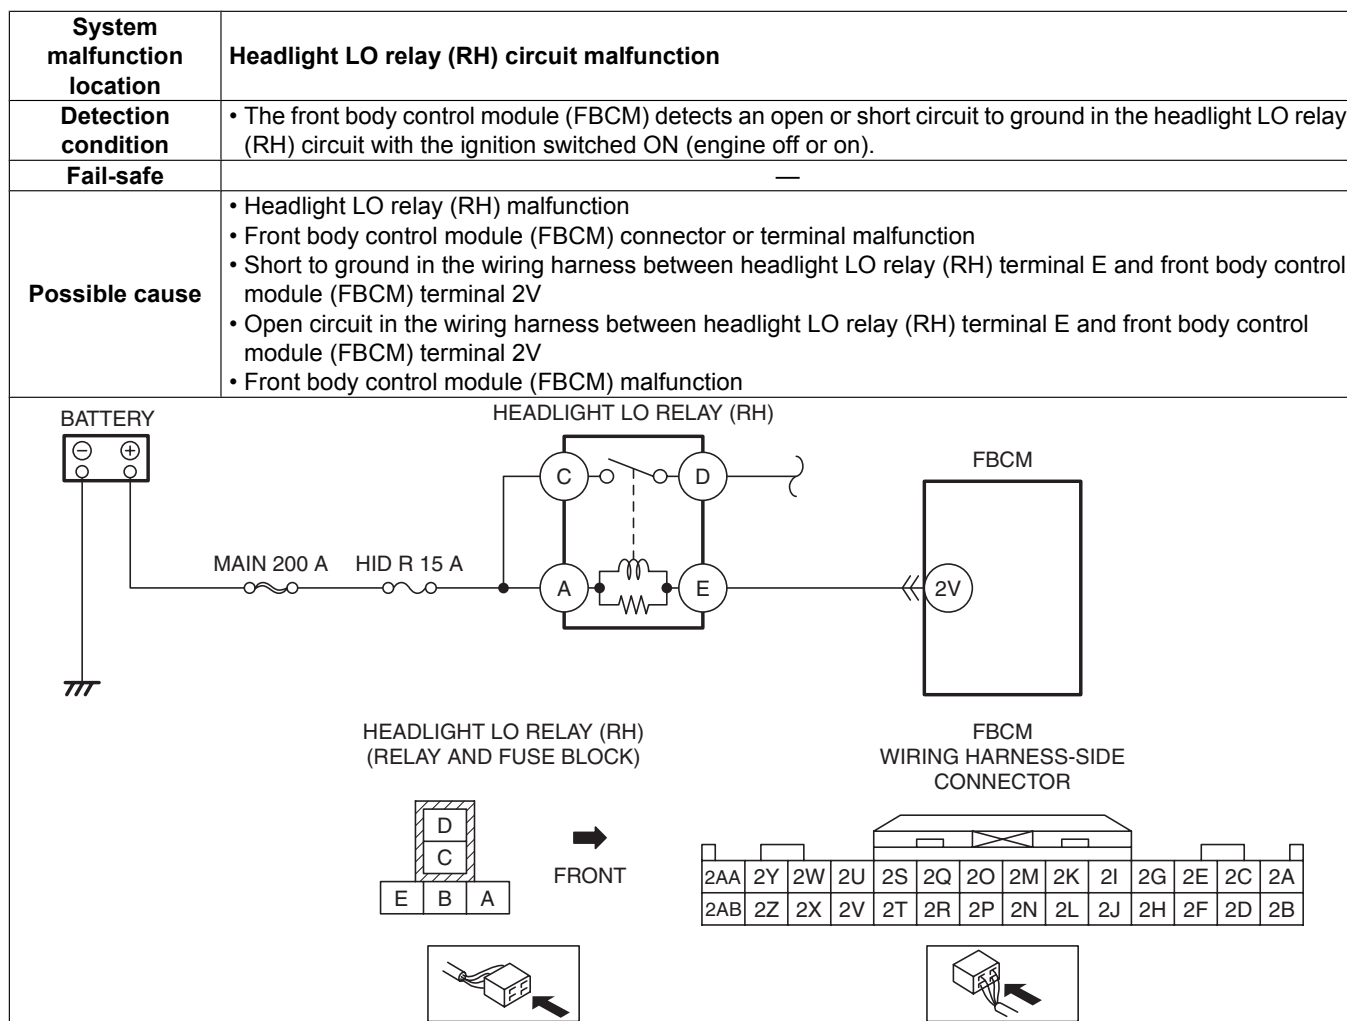 System
malfunction
location
Headlight LO relay (RH) circuit malfunction
Detection
condition
• The front body control module (FBCM) detects an open or short circuit to ground in the headlight LO relay
(RH) circuit with the ignition switched ON (engine off or on).
Fail-safe
—
Possible cause
• Headlight LO relay (RH) malfunction
• Front body control module (FBCM) connector or terminal malfunction
• Short to ground in the wiring harness between headlight LO relay (RH) terminal E and front body control
module (FBCM) terminal 2V
• Open circuit in the wiring harness between headlight LO relay (RH) terminal E and front body control
module (FBCM) terminal 2V
• Front body control module (FBCM) malfunction
BATTERY
HEADLIGHT LO RELAY (RH)
FBCM
C
D
MAIN 200 A
HID R 15 A
A
E
2V
HEADLIGHT LO RELAY (RH)
(RELAY AND FUSE BLOCK)
FBCM
WIRING HARNESS-SIDE
CONNECTOR
D
C
E B A
FRONT
2AA 2Y 2W 2U 2S 2Q 2O 2M 2K 2I 2G 2E 2C 2A
2AB 2Z 2X 2V 2T 2R 2P 2N 2L 2J 2H 2F 2D 2B